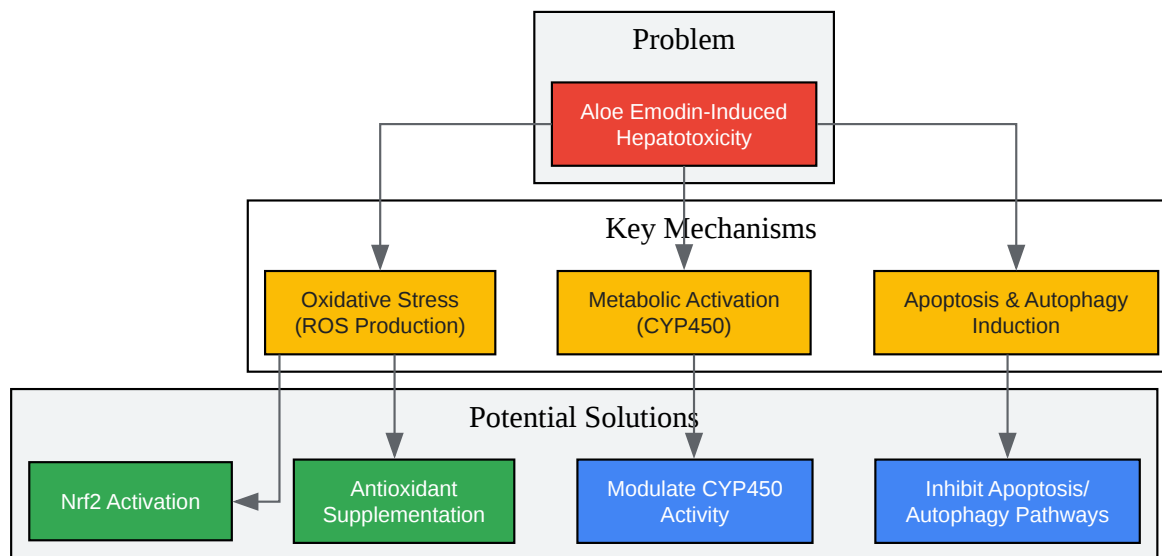 Problem
Aloe Emodin-Induced
Hepatotoxicity
Key Mechanisms
Oxidative Stress
(ROS Production)
Metabolic Activation
(CYP450)
Apoptosis & Autophagy
Induction
Potential Solutions
Nrf2 Activation
Antioxidant
Supplementation
Modulate CYP450
Activity
Inhibit Apoptosis/
Autophagy Pathways